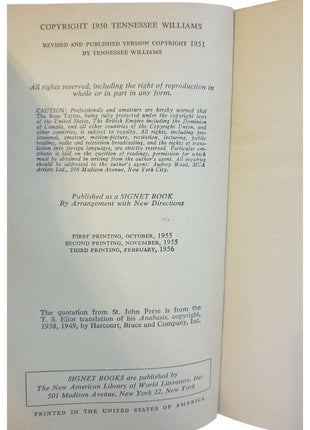 COPYRIGHT 1950 TENNESSEE WILLIAMS
REVISED AND PUBLISHED VERSION COPYRIGHT 1951
BY TENNESSEE WILLIAMS
All rights reserved, including the right of reproduction in
whole or in part in any form.
CAUTION: Professionals and amateurs are hereby warned that
The Rose Tattoo, being fully protected under the copyright laws
of the United States, The British Empire including the Dominion
of Canada, and all other countries of the Copyright Union, and
other countries, is subject to royalty. All rights, including pro-
fessional, amateur, motion-picture, recitation, lecturing, public
reading, radio and television broadcasting, and the rights of transla-
tion into foreign languages, are strictly reserved. Particular em-
phasis is laid on the question of readings, permission for which
must be obtained in writing from the author's agent. All inquiries
should be addressed to the author's agent: Audrey Wood, MCA
Artists Ltd., 598 Madison Avenue, New York City.
Published as a SIGNET BOOK
By Arrangement with New Directions
FIRST PRINTING, OCTOBER, 1955
SECOND PRINTING, NOVEMBER, 1955
THIRD PRINTING, FEBRUARY, 1956
The quotation from St. John Perse is from the
T. S. Eliot translation of his Anabasis, copyright,
1938, 1949, by Harcourt, Brace and Company, Inc.
SIGNET BOOKS are published by
The New American Library of World Literature, Inc.
501 Madison Avenue, New York 22, New York
PRINTED IN THE UNITED STATES OF AMERICA